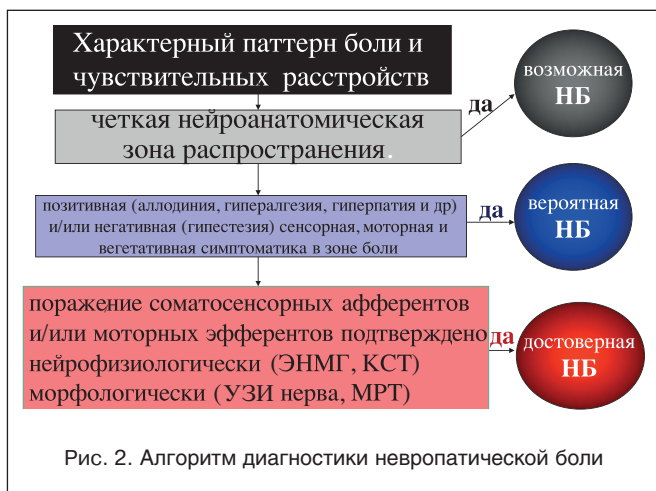 Характерный паттерн боли и
чувствительных расстройств
возможная
НБ
да
четкая нейроанатомическая
зона распространения.
позитивная (аллодиния, гипералгезия, гиперпатия и др)
и/или негативная (гипестезия) сенсорная, моторная и
вегетативная симптоматика в зоне боли
да
вероятная
НБ
поражение соматосенсорных афферентов
и/или моторных эфферентов подтверждено
нейрофизиологически (ЭНМГ, КСТ)
морфологически (УЗИ нерва, МРТ)
да
достоверная
НБ
Рис. 2. Алгоритм диагностики невропатической боли